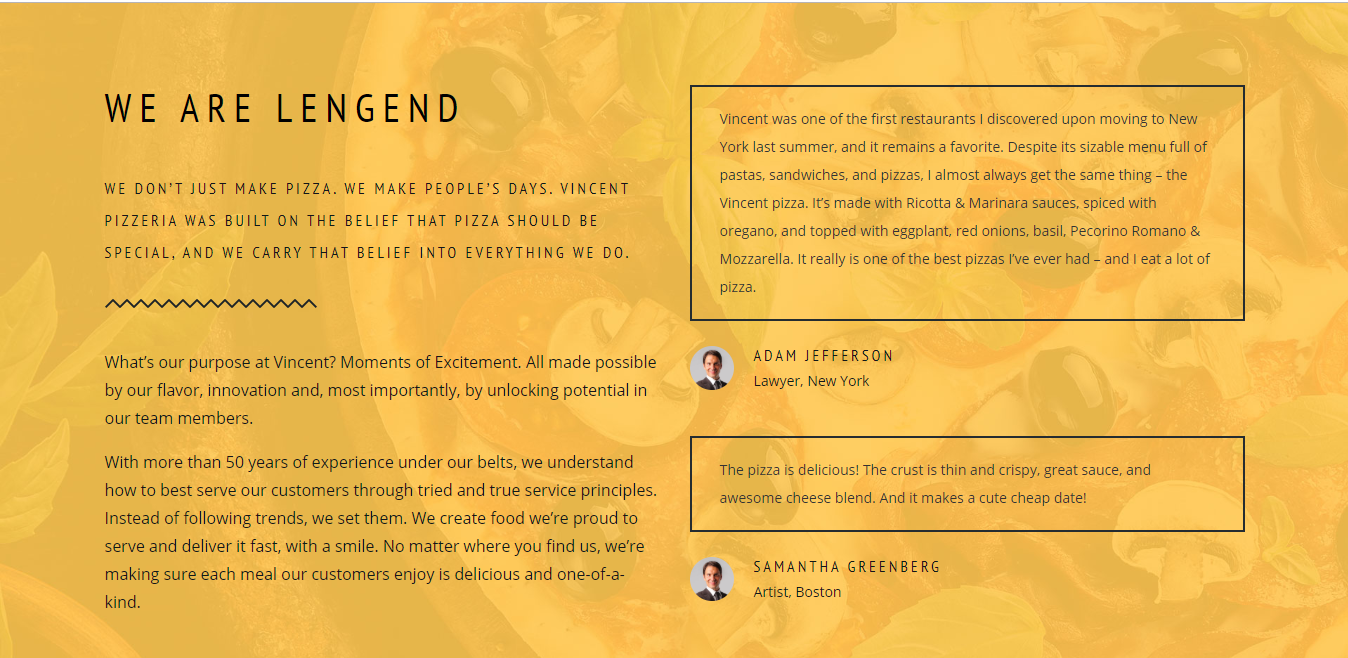 WE ARE LENGEND
WE DON'T JUST MAKE PIZZA. WE MAKE PEOPLE'S DAYS. VINCENT
PIZZERIA WAS BUILT ON THE BELIEF THAT PIZZA SHOULD BE
SPECIAL, AND WE CARRY THAT BELIEF INTO EVERYTHING WE DO.
What's our purpose at Vincent? Moments of Excitement. All made possible
by our flavor, innovation and, most importantly, by unlocking potential in
our team members.
With more than 50 years of experience under our belts, we understand
how to best serve our customers through tried and true service principles.
Instead of following trends, we set them. We create food we're proud to
serve and deliver it fast, with a smile. No matter where you find us, we're
making sure each meal our customers enjoy is delicious and one-of-a-
kind.
Vincent was one of the first restaurants I discovered upon moving to New
York last summer, and it remains a favorite. Despite its sizable menu full of
pastas, sandwiches, and pizzas, I almost always get the same thing – the
Vincent pizza. It's made with Ricotta & Marinara sauces, spiced with
oregano, and topped with eggplant, red onions, basil, Pecorino Romano &
Mozzarella. It really is one of the best pizzas I've ever had – and I eat a lot of
pizza.
ADAM JEFFERSON
Lawyer, New York
The pizza is delicious! The crust is thin and crispy, great sauce, and
awesome cheese blend. And it makes a cute cheap date!
SAMANTHA GREENBERG
Artist, Boston